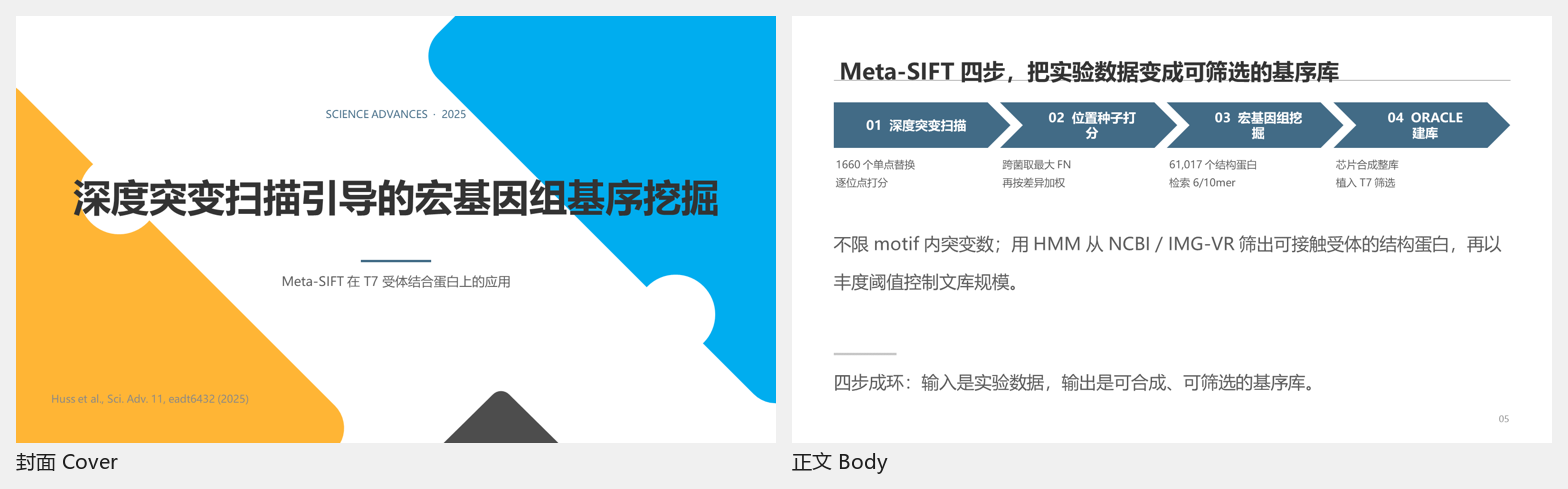 SCIENCE ADVANCES · 2025
深度突变扫描引导的宏基因组基序挖掘
Meta-SIFT 在 T7 受体结合蛋白上的应用
Huss et al., Sci. Adv. 11, eadt6432 (2025)
封面 Cover
Meta-SIFT 四步，把实验数据变成可筛选的基序库
01 深度突变扫描
02 位置种子打
分
03 宏基因组挖
掘
04 ORACLE
建库
1660 个单点替换
逐位点打分
跨菌取最大 FN
再按差异加权
61,017 个结构蛋白
检索 6/10mer
芯片合成整库
植入 T7 筛选
不限 motif 内突变数；用 HMM 从 NCBI / IMG-VR 筛出可接触受体的结构蛋白，再以
丰度阈值控制文库规模。
四步成环：输入是实验数据，输出是可合成、可筛选的基序库。
05
正文 Body